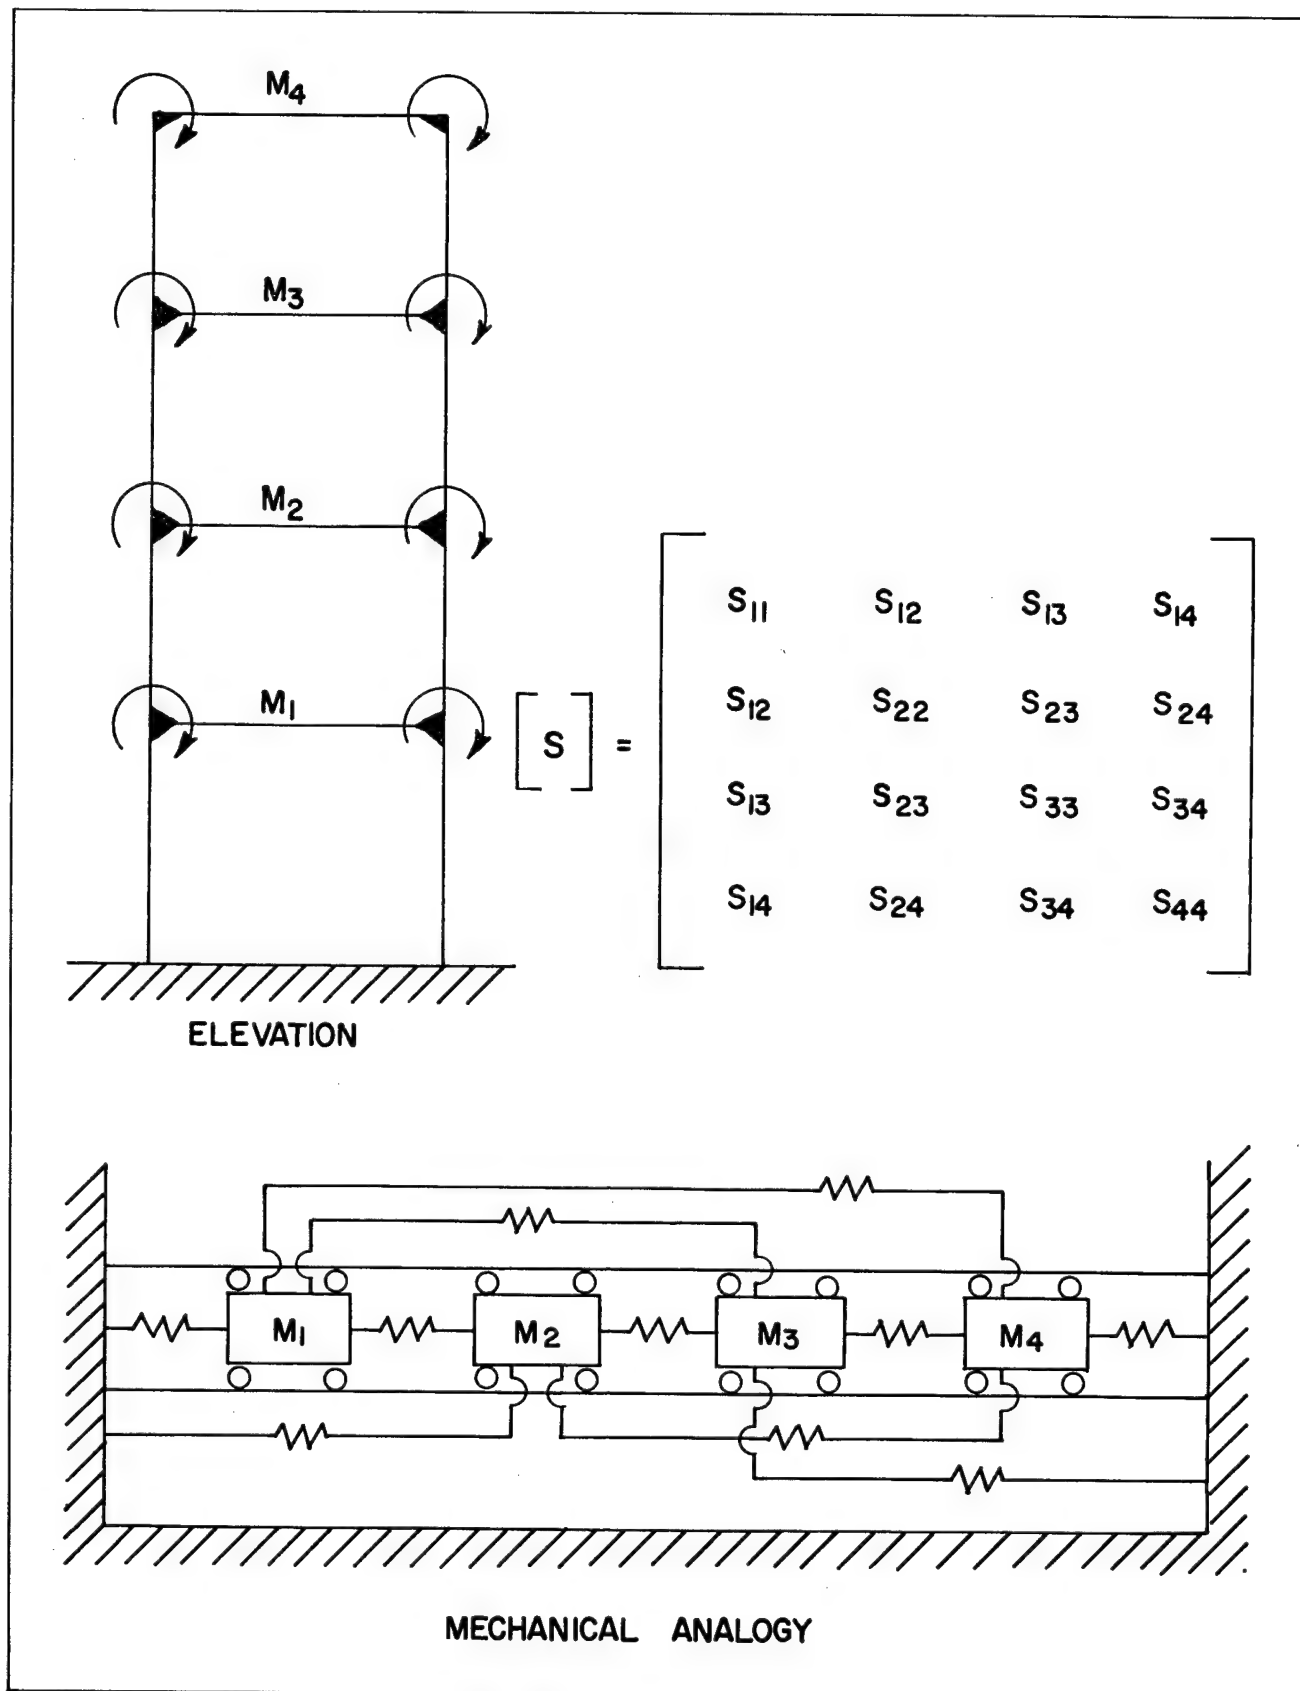 M4
M3
M2
M1
[S] =
S11 S12 S13 S14
S12 S22 S23 S24
S13 S23 S33 S34
S14 S24 S34 S44
ELEVATION
M1 M2 M3 M4
MECHANICAL ANALOGY